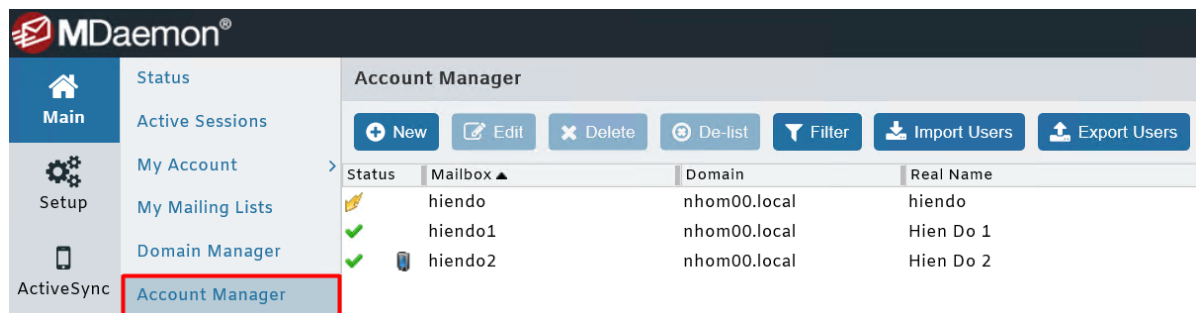 MDaemon®
Main
Setup
ActiveSync
Status
Active Sessions
My Account
My Mailing Lists
Domain Manager
Account Manager
Account Manager
New Edit Delete De-list Filter Import Users Export Users
Status Mailbox Domain Real Name
hiendo nhom00.local hiendo
hiendo1 nhom00.local Hien Do 1
hiendo2 nhom00.local Hien Do 2